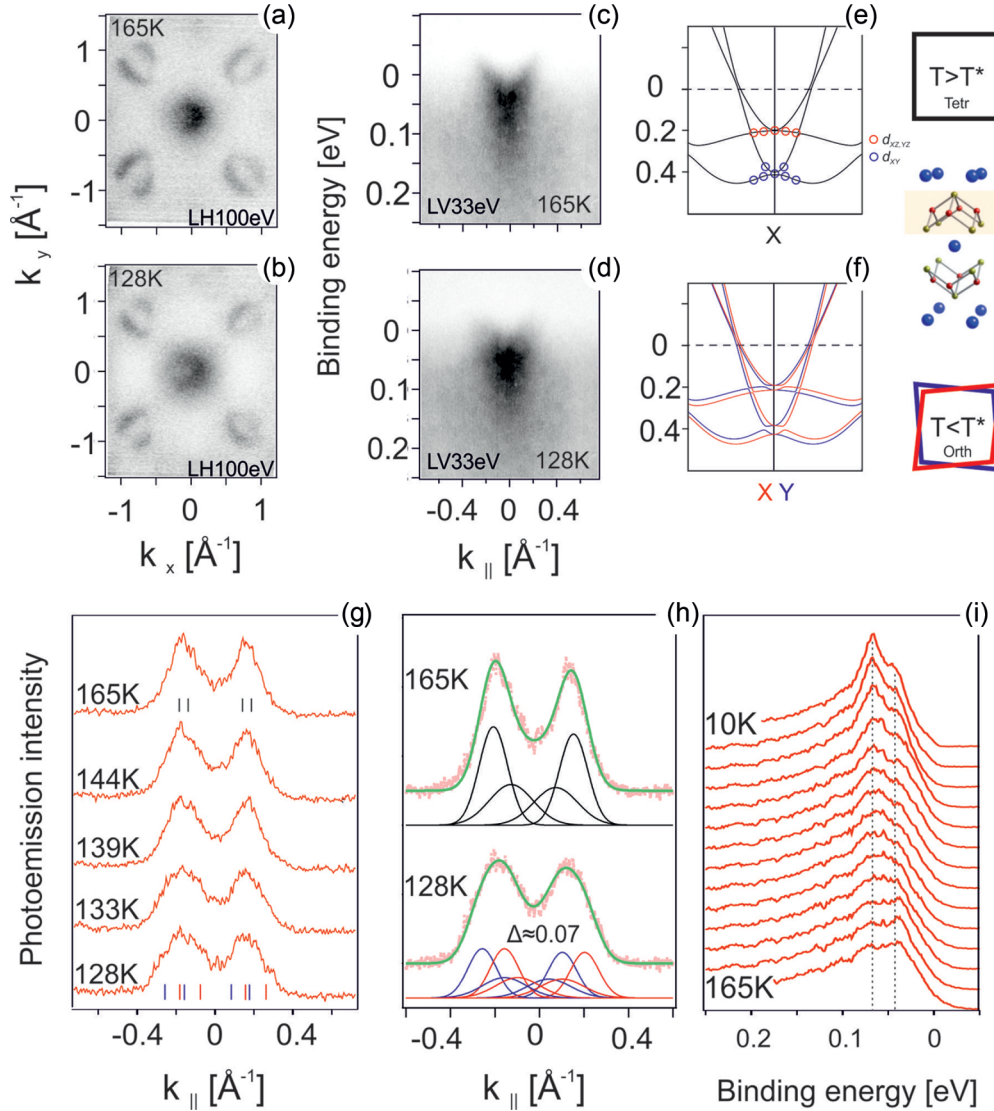 (a)
165K
LH100eV
1
0
-1
k y [Å⁻¹]
(b)
128K
LH100eV
1
0
-1
-1 0 1
k x [Å⁻¹]
(c)
LV33eV
165K
0
0.1
0.2
Binding energy [eV]
(d)
LV33eV
128K
0
0.1
0.2
-0.4 0 0.4
k || [Å⁻¹]
(e)
0
0.2
0.4
X
dXZ,YZ
dXY
(f)
0
0.2
0.4
X Y
T>T*
Tetr
T<T*
Orth
(g)
165K
144K
139K
133K
128K
Photoemission intensity
-0.4 0 0.4
k || [Å⁻¹]
(h)
165K
128K
Δ≈0.07
-0.4 0 0.4
k || [Å⁻¹]
(i)
10K
165K
0.2 0.1 0
Binding energy [eV]